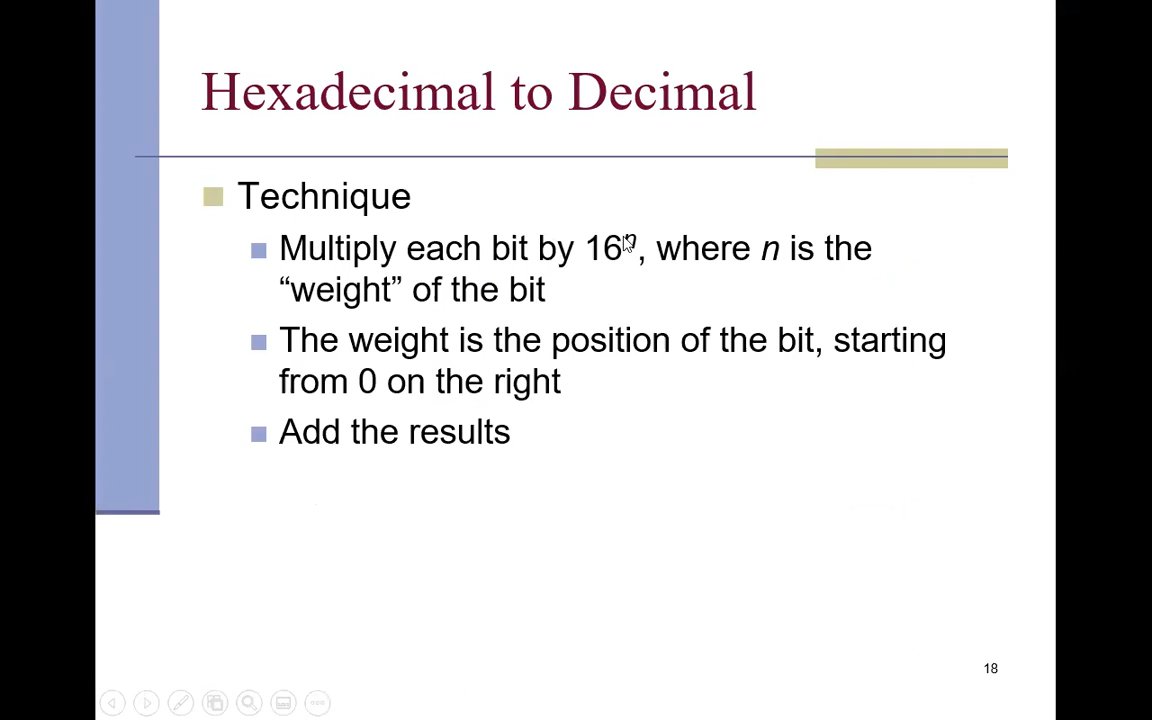 Hexadecimal to Decimal
Technique
Multiply each bit by 16ⁿ, where n is the
“weight” of the bit
The weight is the position of the bit, starting
from 0 on the right
Add the results
18